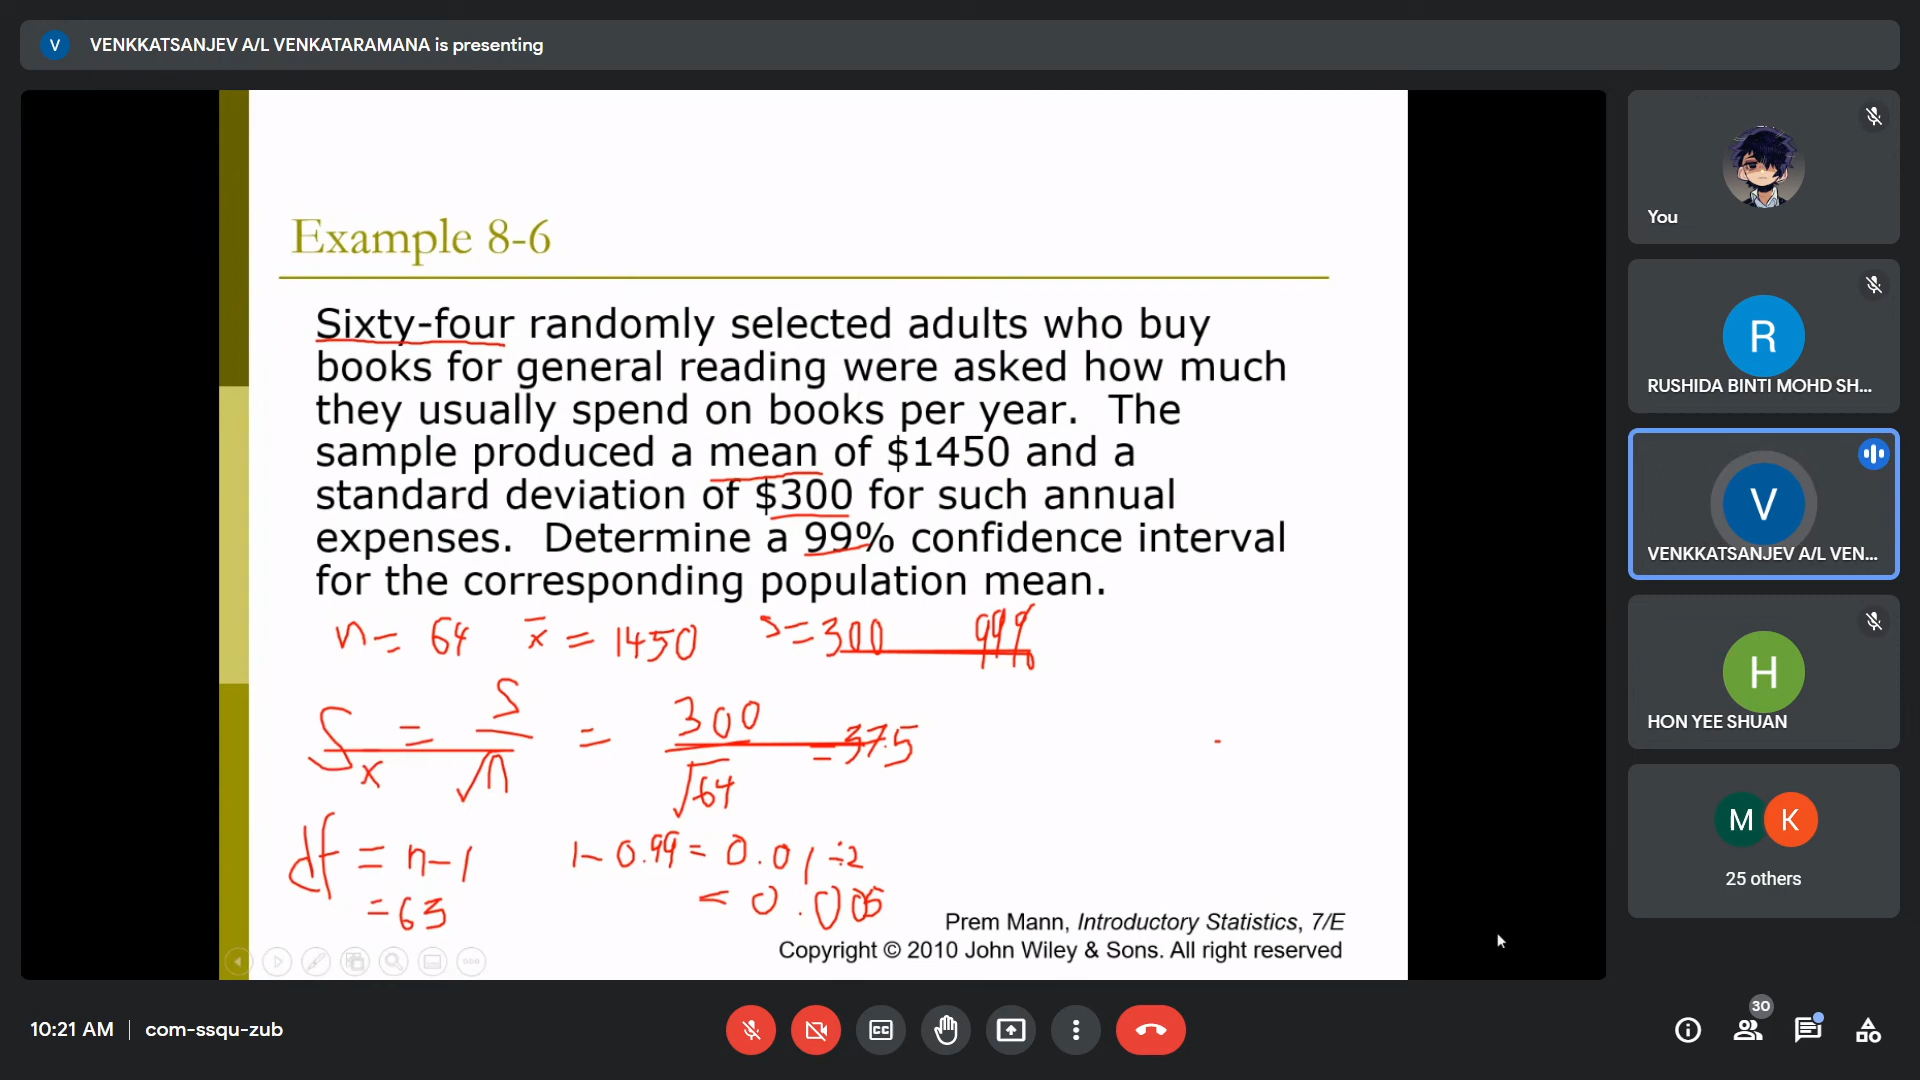 V VENKKATSANJEV A/L VENKATARAMANA is presenting
Example 8-6
Sixty-four randomly selected adults who buy
books for general reading were asked how much
they usually spend on books per year. The
sample produced a mean of $1450 and a
standard deviation of $300 for such annual
expenses. Determine a 99% confidence interval
for the corresponding population mean.
n = 64 x̄ = 1450 s = 300 99%
S = S = 300 = 37.5
x √n √64
df = n-1 1- 0.99 = 0.01 ÷2
= 63 = 0.005
Prem Mann, Introductory Statistics, 7/E
Copyright © 2010 John Wiley & Sons. All right reserved
You
R
RUSHIDA BINTI MOHD SH...
V
VENKKATSANJEV A/L VEN...
H
HON YEE SHUAN
M K
25 others
10:21 AM | com-ssqu-zub
CC
30